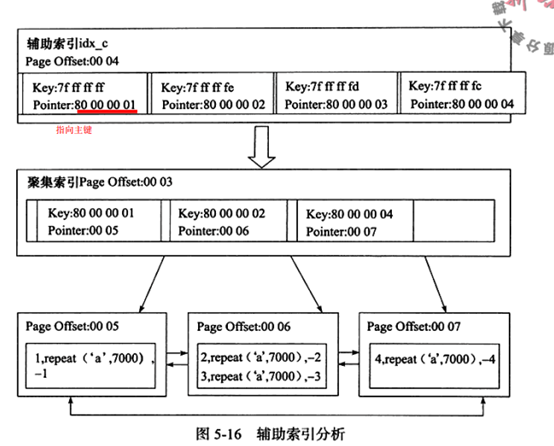 辅助索引idx_c
Page Offset:00 04
Key:7f ff ff ff
Pointer:80 00 00 01
Key:7f ff ff fe
Pointer:80 00 00 02
Key:7f ff ff fd
Pointer:80 00 00 03
Key:7f ff ff fc
Pointer:80 00 00 04
指向主键
聚集索引Page Offset:00 03
Key:80 00 00 01
Pointer:00 05
Key:80 00 00 02
Pointer:00 06
Key:80 00 00 04
Pointer:00 07
Page Offset:00 05
1,repeat（‘a’,7000）,
-1
Page Offset:00 06
2,repeat（‘a’,7000）,-2
3,repeat（‘a’,7000）,-3
Page Offset:00 07
4,repeat（‘a’,7000）,-4
图 5-16 辅助索引分析